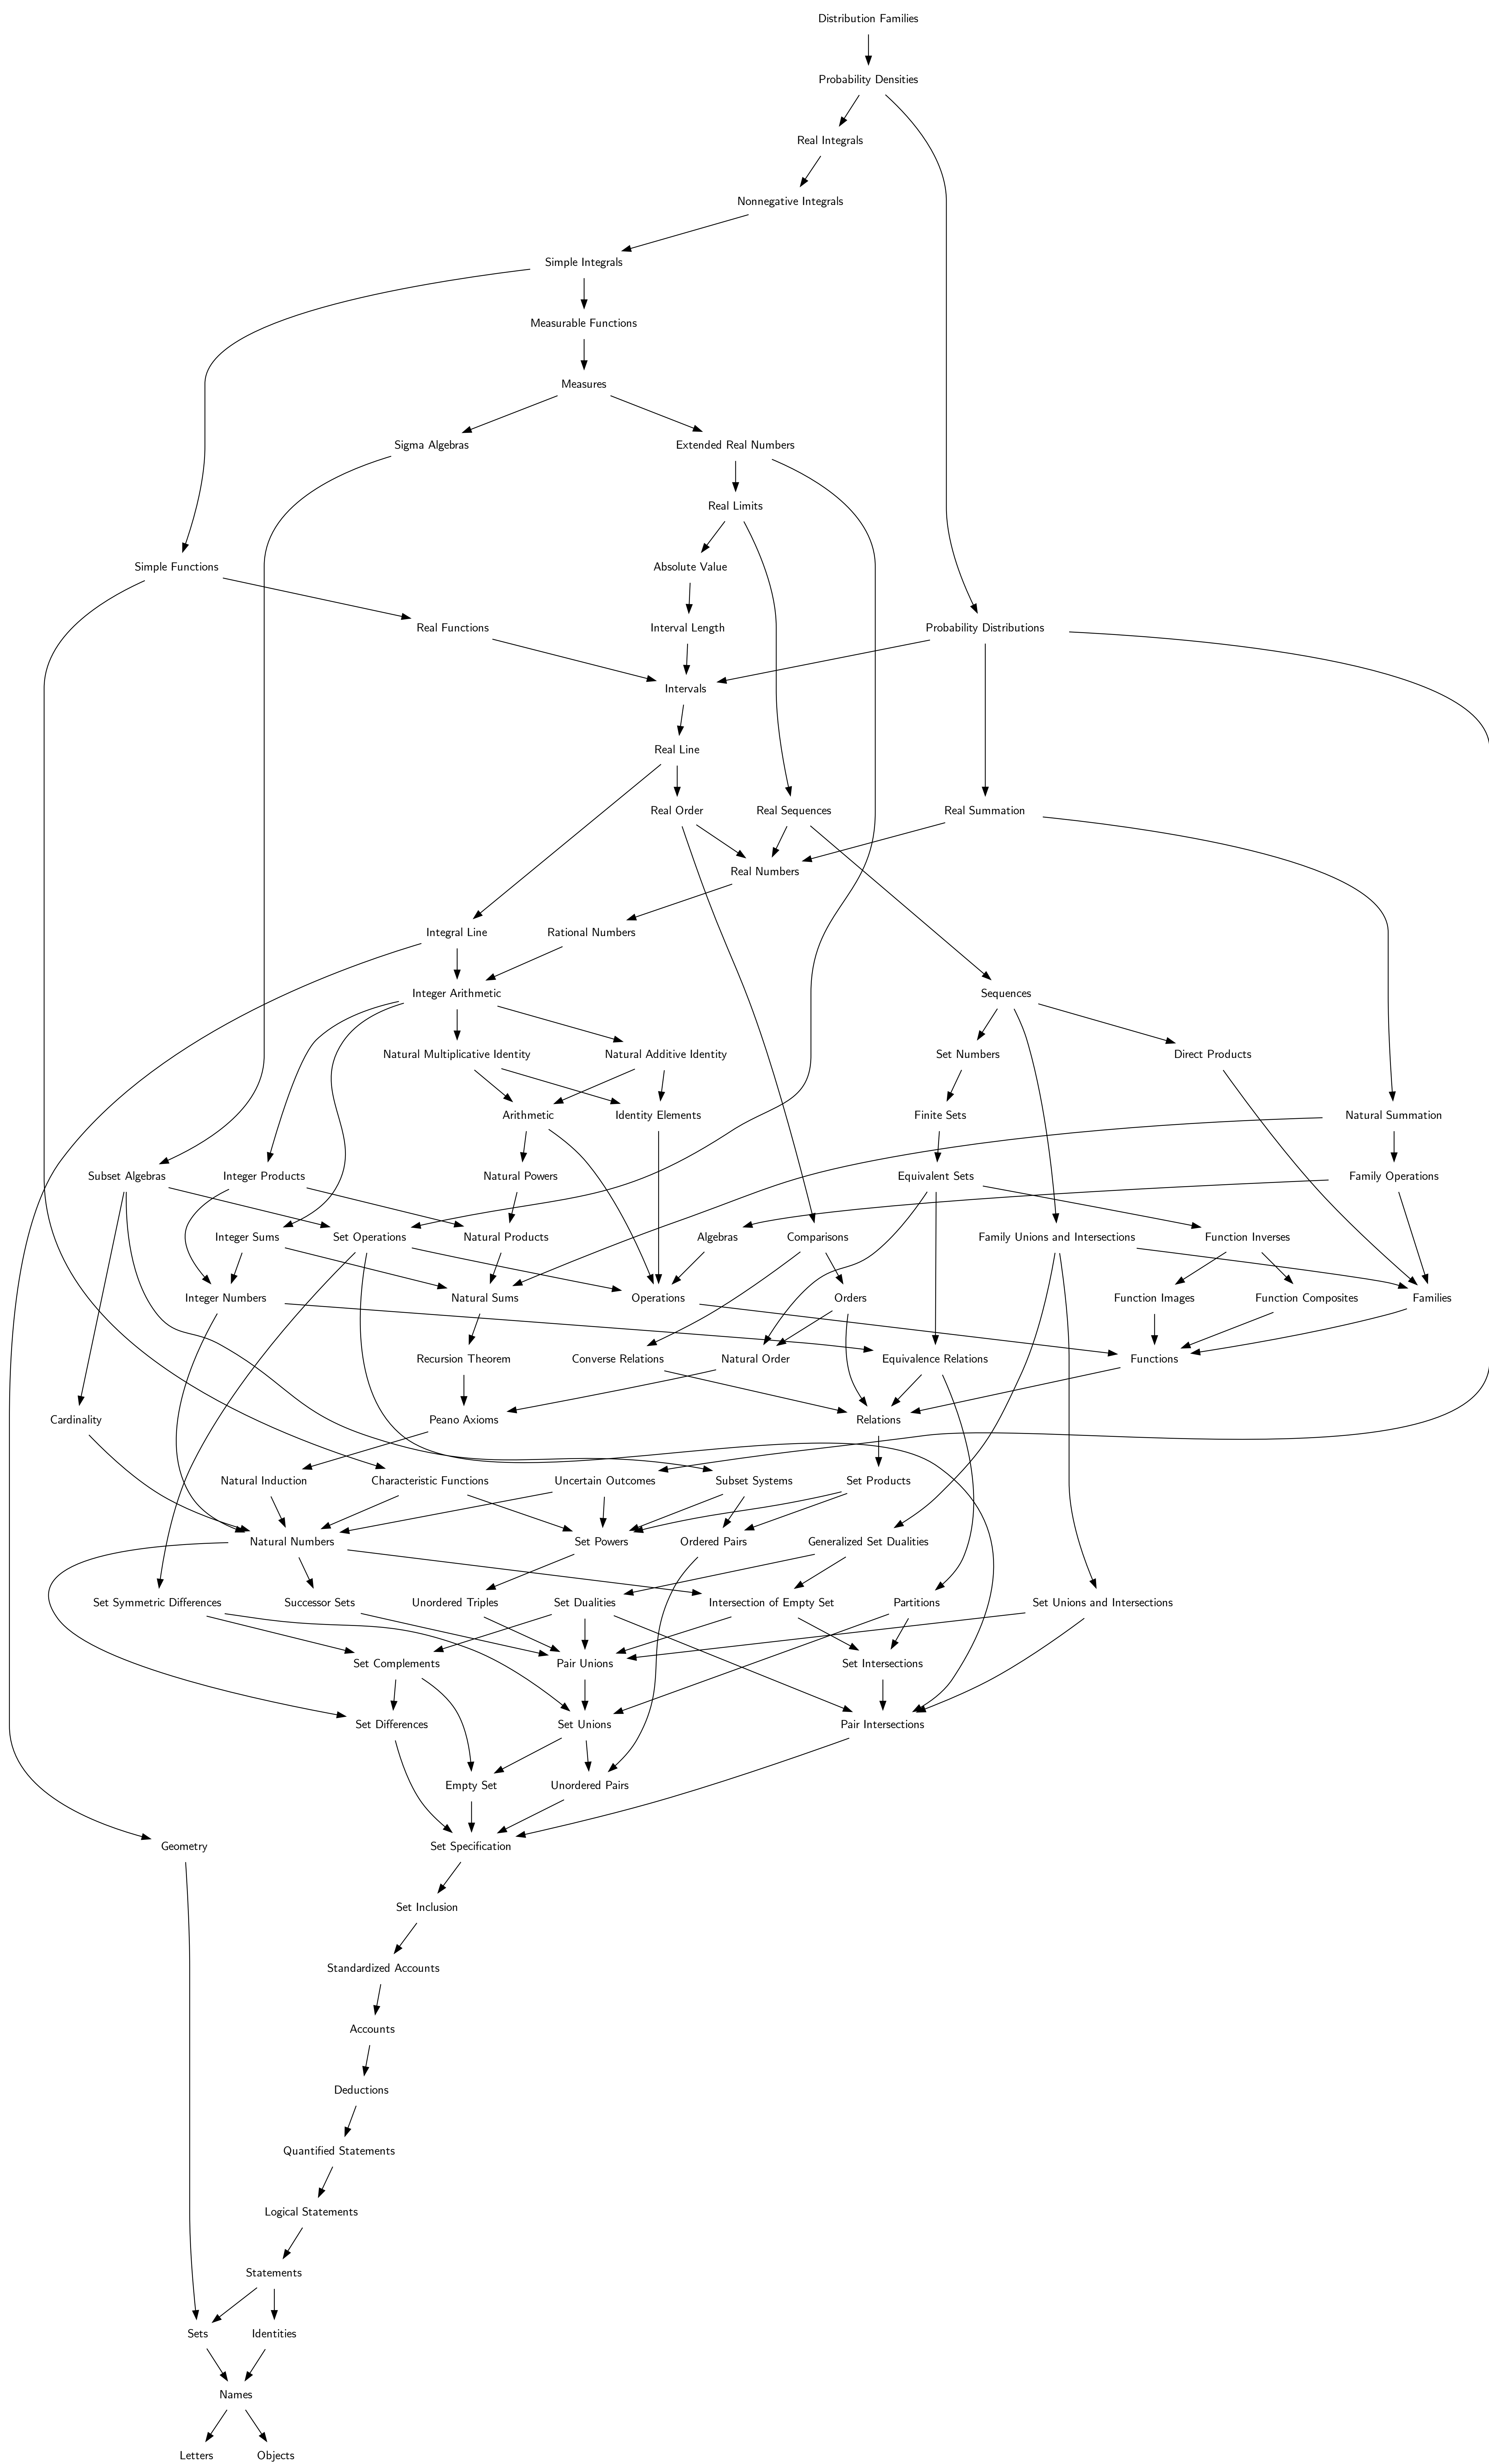 Distribution Families
Probability Densities
Real Integrals
Nonnegative Integrals
Simple Integrals
Measurable Functions
Measures
Sigma Algebras
Extended Real Numbers
Real Limits
Simple Functions
Absolute Value
Real Functions
Interval Length
Probability Distributions
Intervals
Real Line
Real Order
Real Sequences
Real Summation
Real Numbers
Integral Line
Rational Numbers
Integer Arithmetic
Sequences
Natural Multiplicative Identity
Natural Additive Identity
Set Numbers
Direct Products
Arithmetic
Identity Elements
Finite Sets
Natural Summation
Subset Algebras
Integer Products
Natural Powers
Equivalent Sets
Family Operations
Integer Sums
Set Operations
Natural Products
Algebras
Comparisons
Family Unions and Intersections
Function Inverses
Integer Numbers
Natural Sums
Operations
Orders
Function Images
Function Composites
Families
Recursion Theorem
Converse Relations
Natural Order
Equivalence Relations
Functions
Cardinality
Peano Axioms
Relations
Natural Induction
Characteristic Functions
Uncertain Outcomes
Subset Systems
Set Products
Natural Numbers
Set Powers
Ordered Pairs
Generalized Set Dualities
Set Symmetric Differences
Successor Sets
Unordered Triples
Set Dualities
Intersection of Empty Set
Partitions
Set Unions and Intersections
Set Complements
Pair Unions
Set Intersections
Set Differences
Set Unions
Pair Intersections
Empty Set
Unordered Pairs
Geometry
Set Specification
Set Inclusion
Standardized Accounts
Accounts
Deductions
Quantified Statements
Logical Statements
Statements
Sets
Identities
Names
Letters
Objects